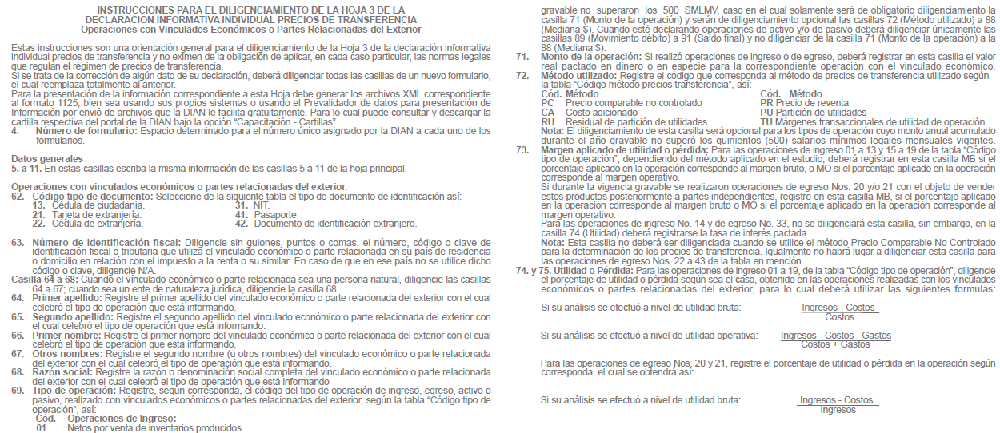 INSTRUCCIONES PARA EL DILIGENCIAMIENTO DE LA HOJA 3 DE LA
DECLARACION INFORMATIVA INDIVIDUAL PRECIOS DE TRANSFERENCIA
Operaciones con Vinculados Económicos o Partes Relacionadas del Exterior
Estas instrucciones son una orientación general para el diligenciamiento de la Hoja 3 de la declaración informativa
individual precios de transferencia y no eximen de la obligación de aplicar, en cada caso particular, las normas legales
que regulan el régimen de precios de transferencia.
Si se trata de la corrección de algún dato de su declaración, deberá diligenciar todas las casillas de un nuevo formulario,
el cual reemplaza totalmente al anterior.
Para la presentación de la información correspondiente a esta Hoja debe generar los archivos XML correspondiente
al formato 1125, bien sea usando sus propios sistemas o usando el Prevalidador de datos para presentación de
Información por envió de archivos que la DIAN le facilita gratuitamente. Para lo cual puede consultar y descargar la
cartilla respectiva del portal de la DIAN bajo la opción “Capacitación - Cartillas”
4. Número de formulario: Espacio determinado para el número único asignado por la DIAN a cada uno de los
formularios.
Datos generales
5. a 11. En estas casillas escriba la misma información de las casillas 5 a 11 de la hoja principal.
Operaciones con vinculados económicos o partes relacionadas del exterior.
62. Código tipo de documento: Seleccione de la siguiente tabla el tipo de documento de identificación así:
13. Cédula de ciudadanía. 31. NIT.
21. Tarjeta de extranjería. 41. Pasaporte
22. Cédula de extranjería. 42. Documento de identificación extranjero.
63. Número de identificación fiscal: Diligencie sin guiones, puntos o comas, el número, código o clave de
identificación fiscal o tributaria que utiliza el vinculado económico o parte relacionada en su país de residencia
o domicilio en relación con el impuesto a la renta o su similar. En caso de que en ese país no se utilice dicho
código o clave, diligencie N/A.
Casilla 64 a 68: Cuando el vinculado económico o parte relacionada sea una persona natural, diligencie las casillas
64 a 67; cuando sea un ente de naturaleza jurídica, diligencie la casilla 68.
64. Primer apellido: Registre el primer apellido del vinculado económico o parte relacionada del exterior con el cual
celebró el tipo de operación que está informando.
65. Segundo apellido: Registre el segundo apellido del vinculado económico o parte relacionada del exterior con
el cual celebró el tipo de operación que está informando.
66. Primer nombre: Registre el primer nombre del vinculado económico o parte relacionada del exterior con el cual
celebró el tipo de operación que está informando.
67. Otros nombres: Registre el segundo nombre (u otros nombres) del vinculado económico o parte relacionada
del exterior con el cual celebró el tipo de operación que está informando.
68. Razón social: Registre la razón o denominación social completa del vinculado económico o parte relacionada
del exterior con el cual celebró el tipo de operación que está informando
69. Tipo de operación: Registre, según corresponda, el código del tipo de operación de ingreso, egreso, activo o
pasivo, realizado con vinculados económicos o partes relacionadas del exterior, según la tabla “Código tipo de
operación”, así:
Cód. Operaciones de Ingreso:
01 Netos por venta de inventarios producidos
gravable no superaron los 500 SMLMV, caso en el cual solamente será de obligatorio diligenciamiento la
casilla 71 (Monto de la operación) y serán de diligenciamiento opcional las casillas 72 (Método utilizado) a 88
(Mediana $). Cuando esté declarando operaciones de activo y/o de pasivo deberá diligenciar únicamente las
casillas 89 (Movimiento débito) a 91 (Saldo final) y no diligenciar de la casilla 71 (Monto de la operación) a la
88 (Mediana $).
71. Monto de la operación: Si realizó operaciones de ingreso o de egreso, deberá registrar en esta casilla el valor
real pactado en dinero o en especie para la correspondiente operación con el vinculado económico.
72. Método utilizado: Registre el código que corresponda al método de precios de transferencia utilizado según
la tabla “Código método precios transferencia”, así:
Cód. Método Cód. Método
PC Precio comparable no controlado PR Precio de reventa
CA Costo adicionado PU Partición de utilidades
RU Residual de partición de utilidades TU Márgenes transaccionales de utilidad de operación
Nota: El diligenciamiento de esta casilla será opcional para los tipos de operación cuyo monto anual acumulado
durante el año gravable no superó los quinientos (500) salarios mínimos legales mensuales vigentes.
73. Margen aplicado de utilidad o pérdida: Para las operaciones de ingreso 01 a 13 y 15 a 19 de la tabla “Código
tipo de operación”, dependiendo del método aplicado en el estudio, deberá registrar en esta casilla MB si el
porcentaje aplicado en la operación corresponde al margen bruto, o MO si el porcentaje aplicado en la operación
corresponde al margen operativo.
Si durante la vigencia gravable se realizaron operaciones de egreso Nos. 20 y/o 21 con el objeto de vender
estos productos posteriormente a partes independientes, registre en esta casilla MB, si el porcentaje aplicado
en la operación corresponde al margen bruto o MO si el porcentaje aplicado en la operación corresponde al
margen operativo.
Para las operaciones de ingreso No. 14 y de egreso No. 33, no se diligenciará esta casilla, sin embargo, en la
casilla 74 (Utilidad) deberá registrarse la tasa de interés pactada.
Nota: Esta casilla no deberá ser diligenciada cuando se utilice el método Precio Comparable No Controlado
para la determinación de los precios de transferencia. Igualmente no habrá lugar a diligenciar esta casilla para
las operaciones de egreso Nos. 22 a 43 de la tabla en mención.
74. y 75. Utilidad o Pérdida: Para las operaciones de ingreso 01 a 19, de la tabla “Código tipo de operación”, diligencie
el porcentaje de utilidad o pérdida según sea el caso, obtenido en las operaciones realizadas con los vinculados
económicos o partes relacionadas del exterior, para lo cual deberá utilizar las siguientes formulas:
Si su análisis se efectuó a nivel de utilidad bruta: Ingresos - Costos
Costos
Si su análisis se efectuó a nivel de utilidad operativa: Ingresos - Costos - Gastos
Costos + Gastos
Para las operaciones de egreso Nos. 20 y 21, registre el porcentaje de utilidad o pérdida en la operación según
corresponda, el cual se obtendrá así:
Si su análisis se efectuó a nivel de utilidad bruta: Ingresos - Costos
Ingresos